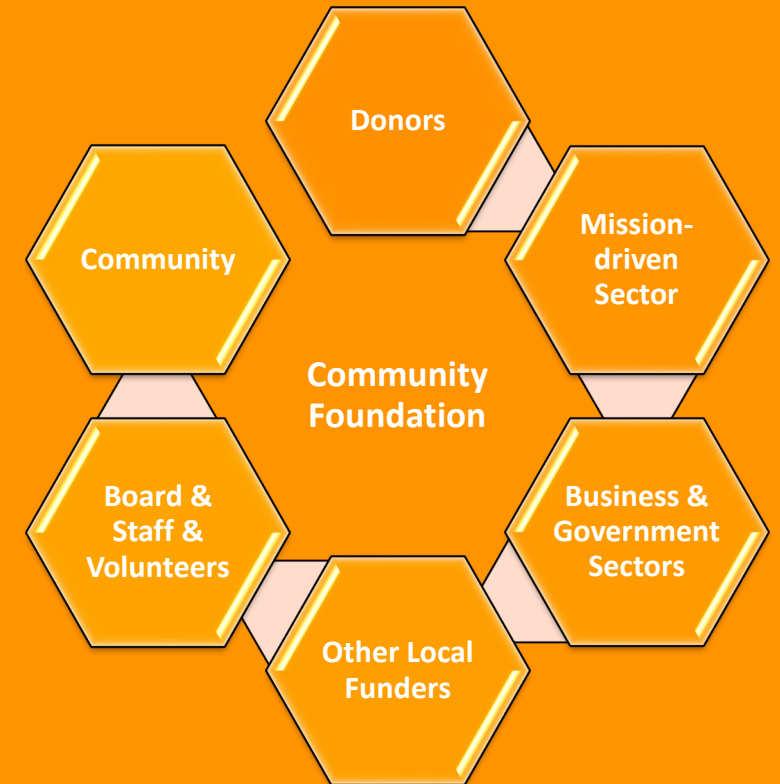 Donors
Mission-
driven
Sector
Community
Community
Foundation
Board &
Staff &
Volunteers
Business &
Government
Sectors
Other Local
Funders